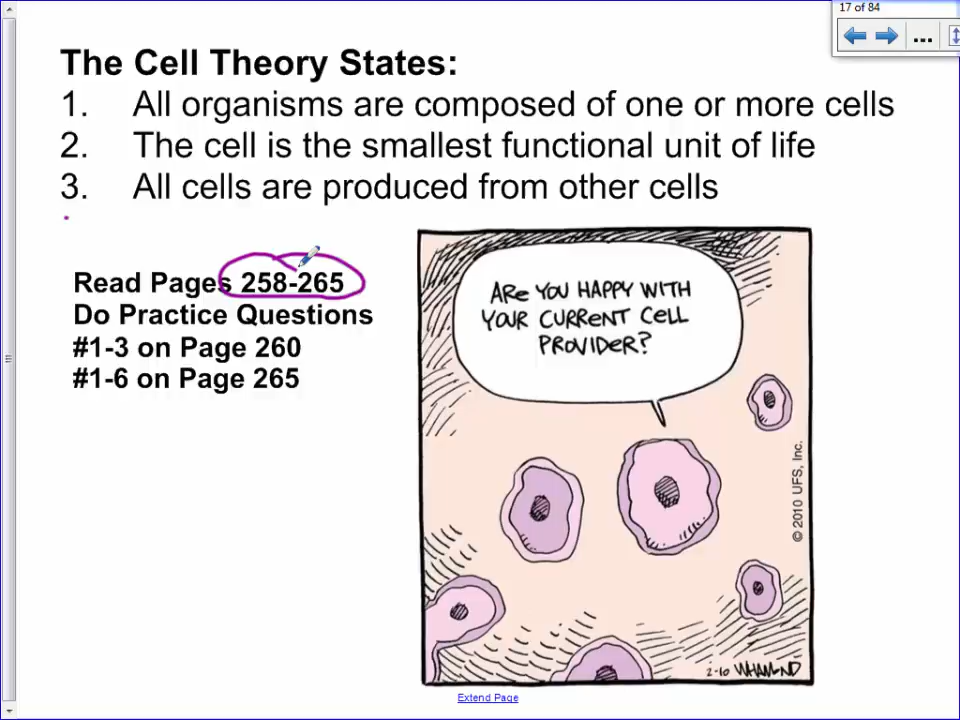 17 of 84
...
The Cell Theory States:
1. All organisms are composed of one or more cells
2. The cell is the smallest functional unit of life
3. All cells are produced from other cells
Read Pages 258-265
Do Practice Questions
#1-3 on Page 260
#1-6 on Page 265
ARE YOU HAPPY WITH
YOUR CURRENT CELL
PROVIDER?
© 2010 UFS, Inc.
2-10 WHAMOND
Extend Page